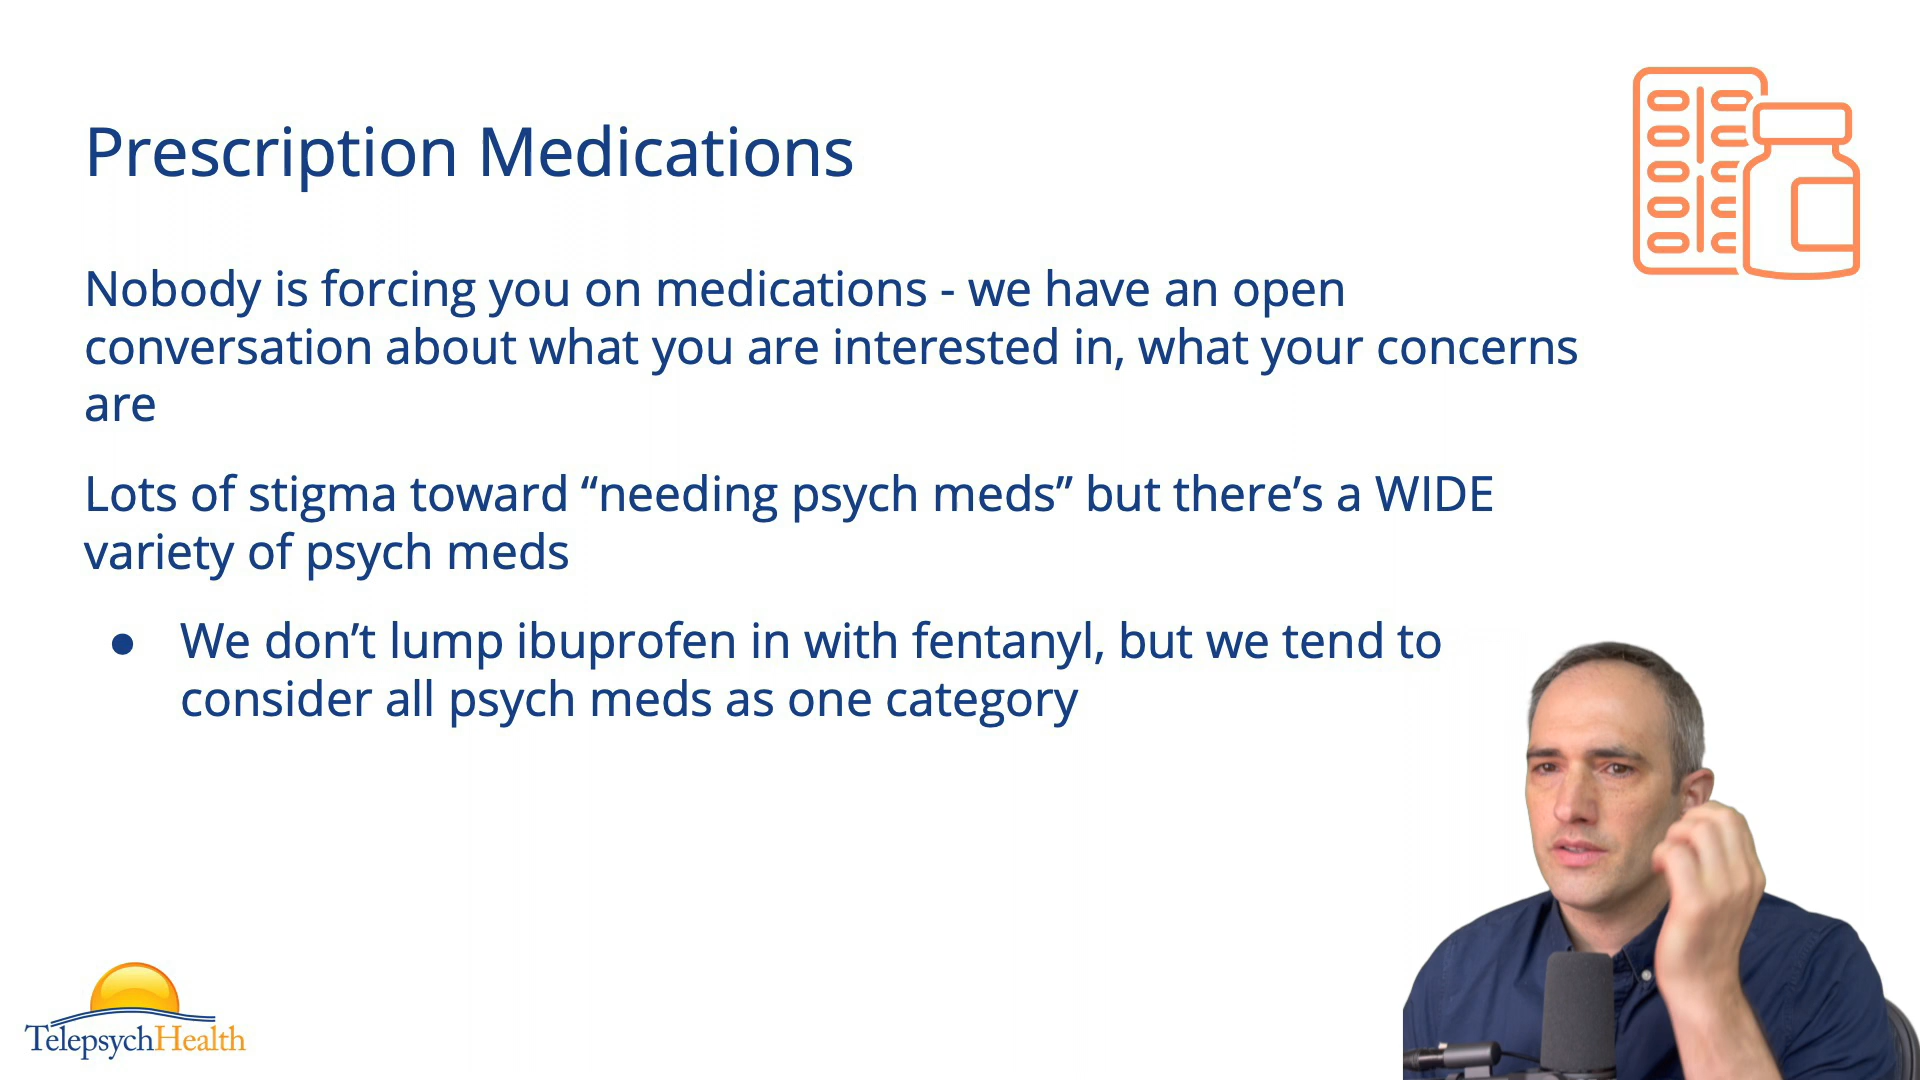 Prescription Medications
Nobody is forcing you on medications - we have an open
conversation about what you are interested in, what your concerns
are
Lots of stigma toward “needing psych meds” but there’s a WIDE
variety of psych meds
● We don’t lump ibuprofen in with fentanyl, but we tend to
consider all psych meds as one category
TelepsychHealth